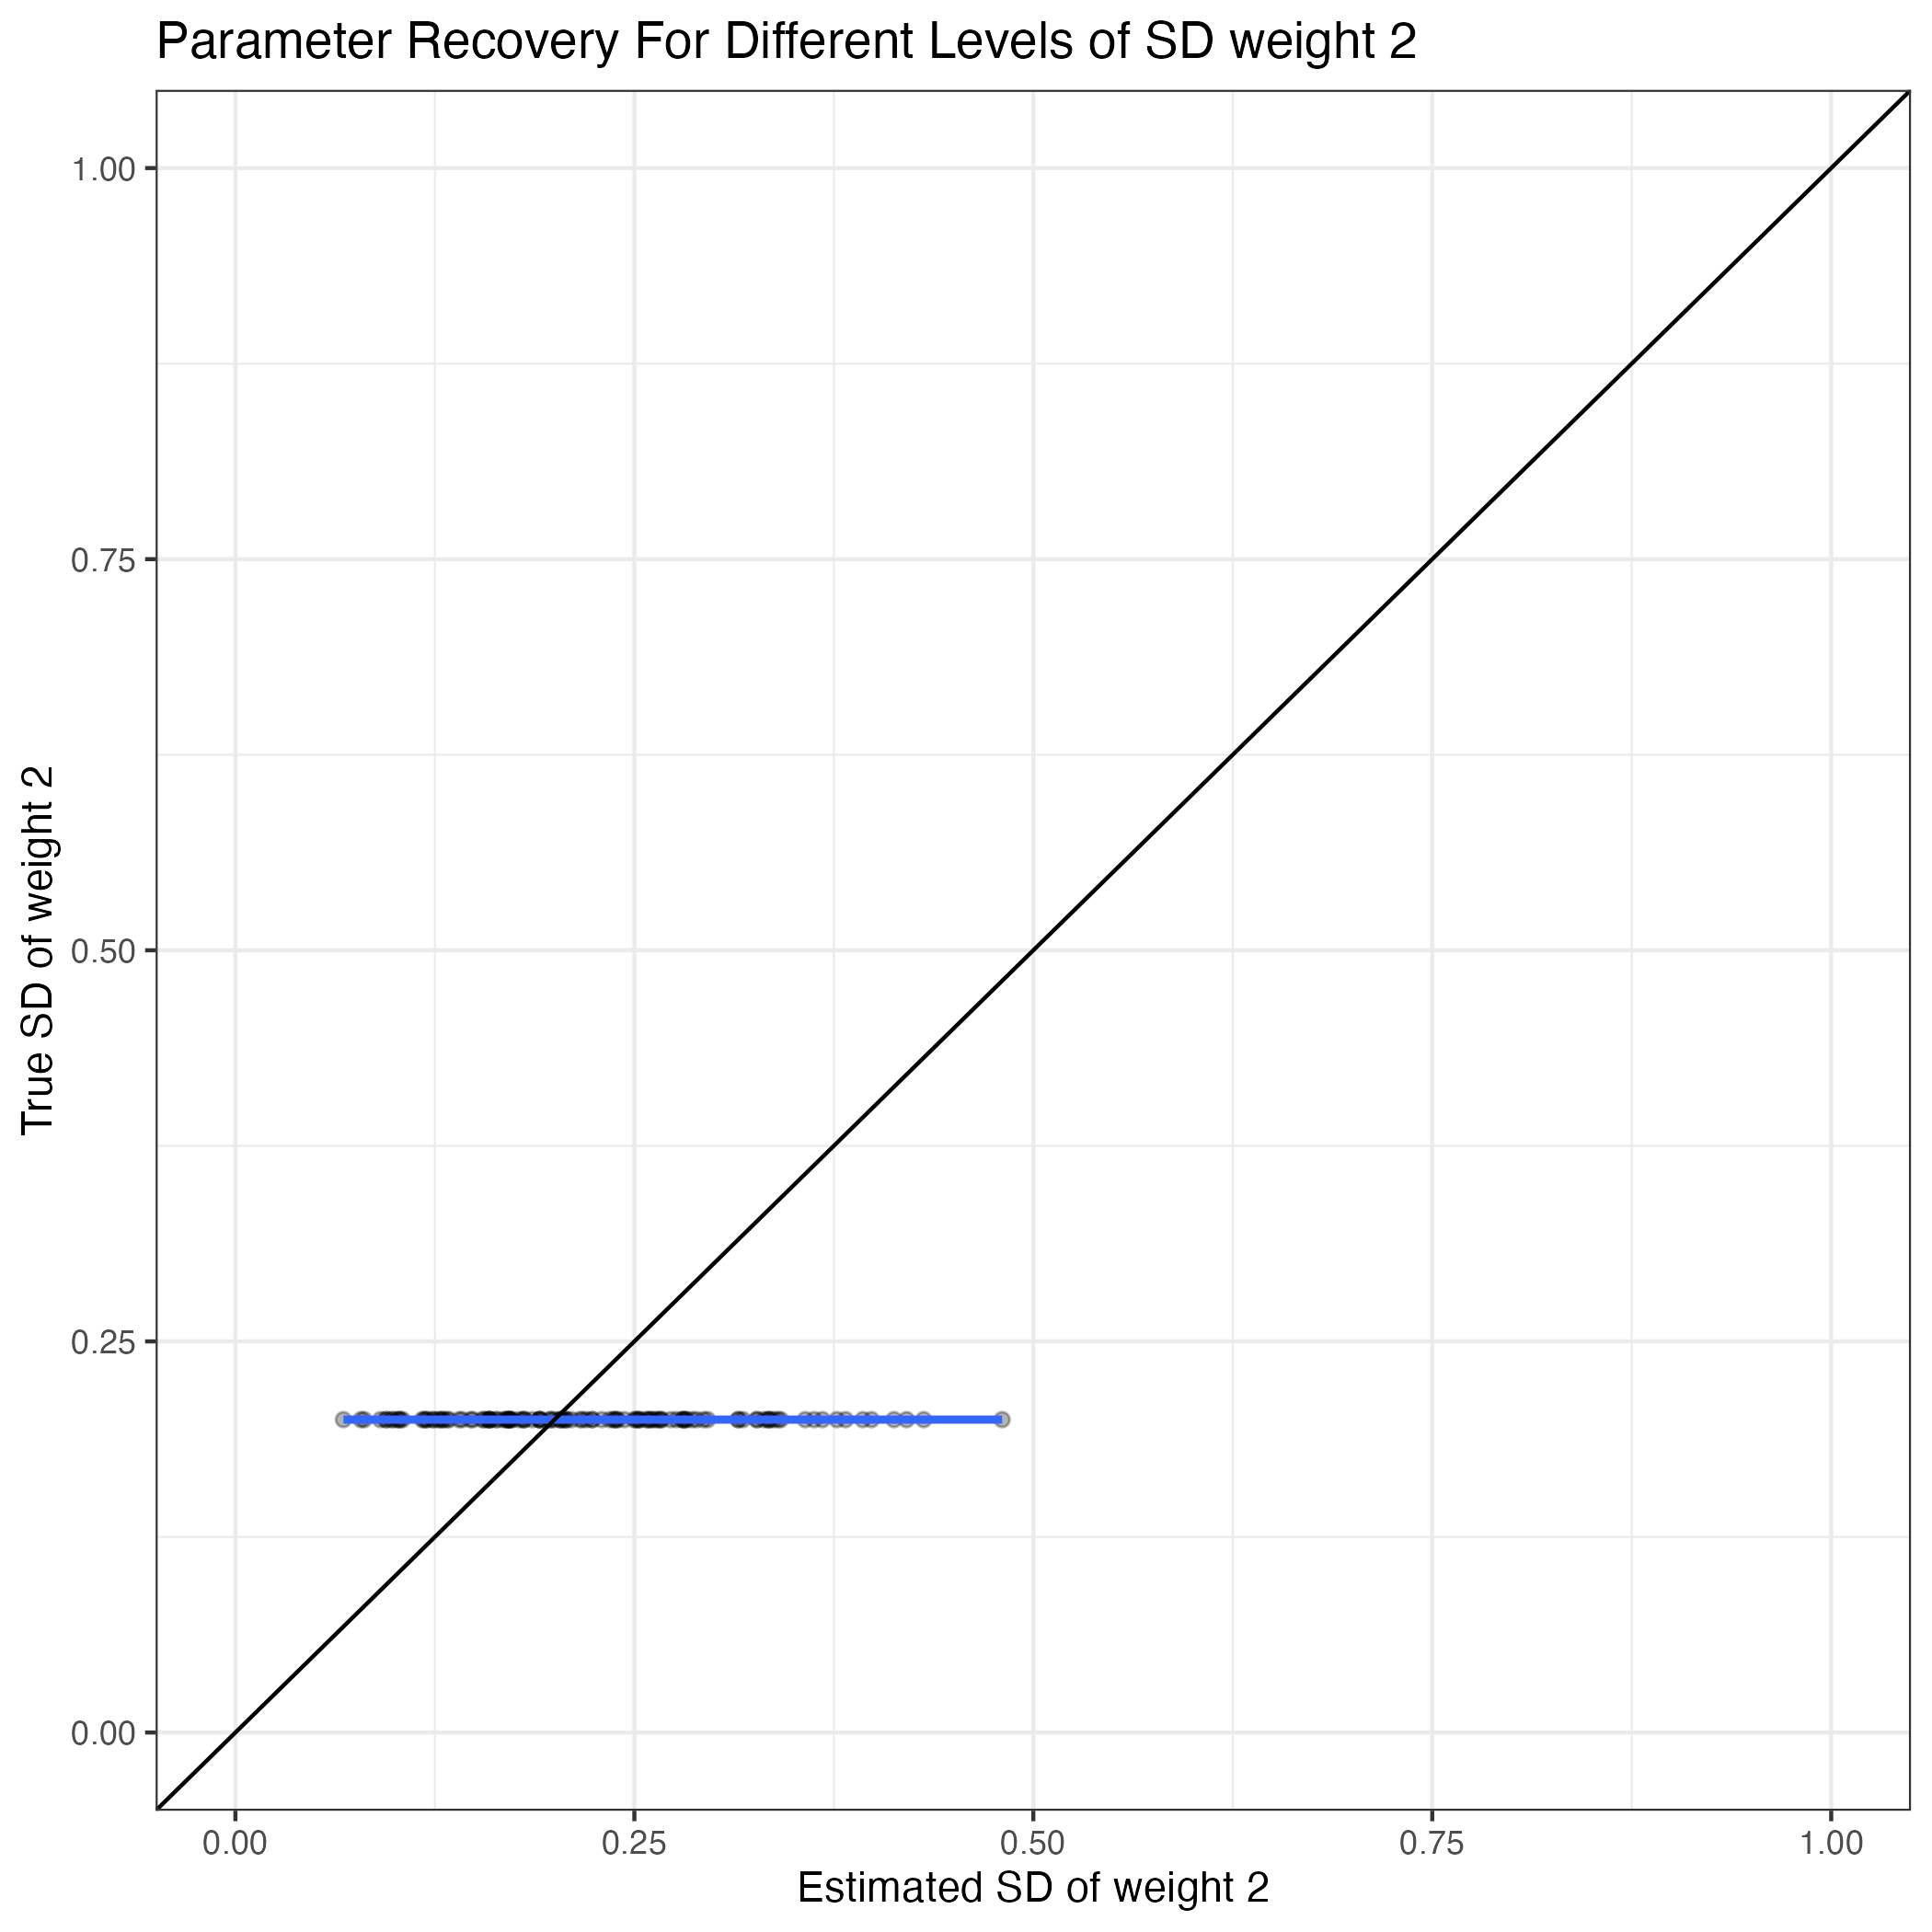 Parameter Recovery For Different Levels of SD weight 2
True SD of weight 2
1.00
0.75
0.50
0.25
0.00
0.00 0.25 0.50 0.75 1.00
Estimated SD of weight 2